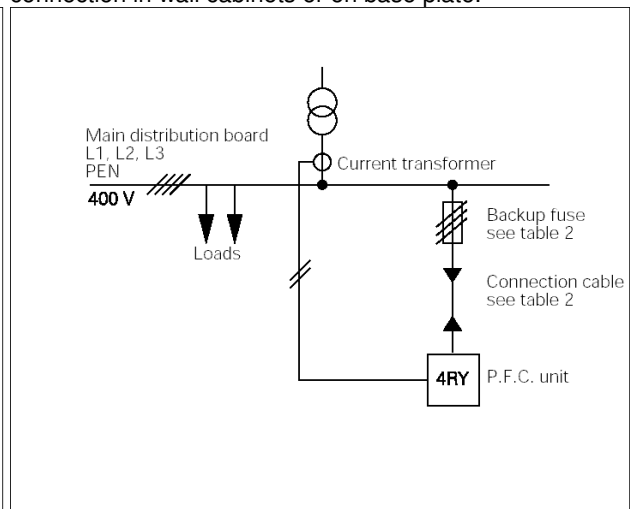 connection in wall cabinets or on base plate.
Main distribution board
L1, L2, L3
PEN
400 V
Loads
Current transformer
Backup fuse
see table 2
Connection cable
see table 2
4RY
P.F.C. unit